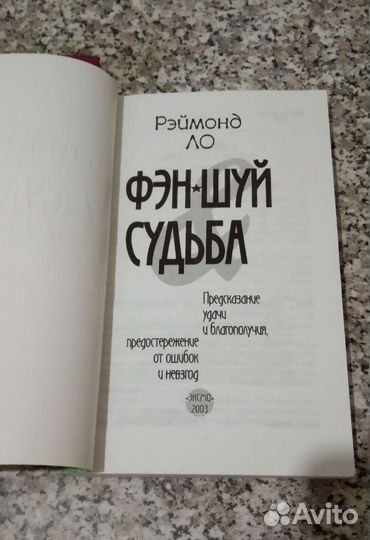 Рэймонд
ЛО
ФЭН★ШУЙ
&
СУДЬБА
Предсказание
удачи
и благополучия,
предостережение
от ошибок
и невзгод
«ЭКСМО»
2003
Avito